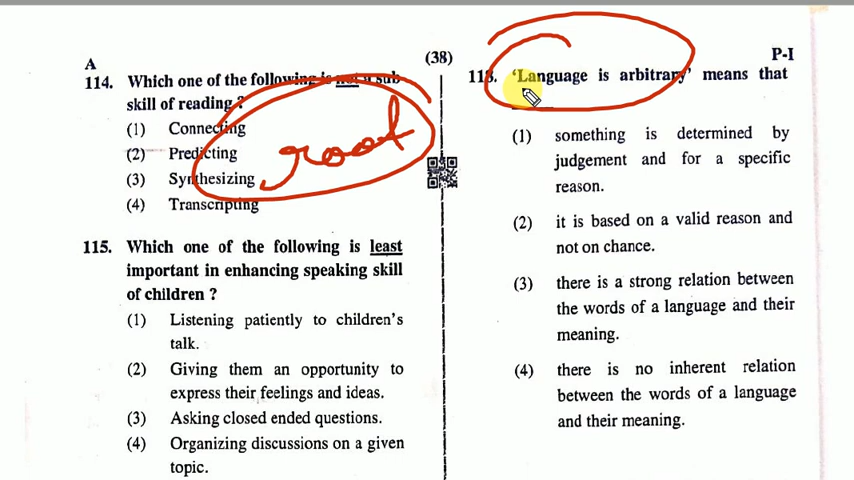 A
(38)
P-I
114. Which one of the following is not a sub-
skill of reading ?
(1) Connecting
(2) Predicting
(3) Synthesizing
(4) Transcripting
115. Which one of the following is least
important in enhancing speaking skill
of children ?
(1) Listening patiently to children's
talk.
(2) Giving them an opportunity to
express their feelings and ideas.
(3) Asking closed ended questions.
(4) Organizing discussions on a given
topic.
118. 'Language is arbitrary' means that
(1) something is determined by
judgement and for a specific
reason.
(2) it is based on a valid reason and
not on chance.
(3) there is a strong relation between
the words of a language and their
meaning.
(4) there is no inherent relation
between the words of a language
and their meaning.